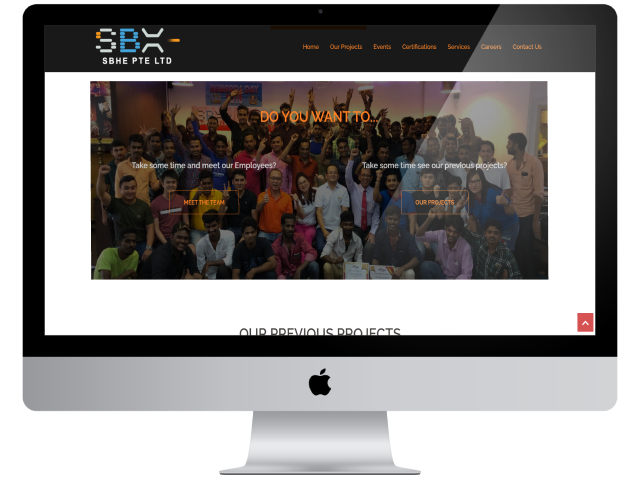 SBX
SBHE PTE LTD
Home Our Projects Events Certifications Services Careers Contact Us
DO YOU WANT TO...
Take some time and meet our Employees? Take some time see our previous projects?
MEET THE TEAM OUR PROJECTS
OUR PREVIOUS PROJECTS